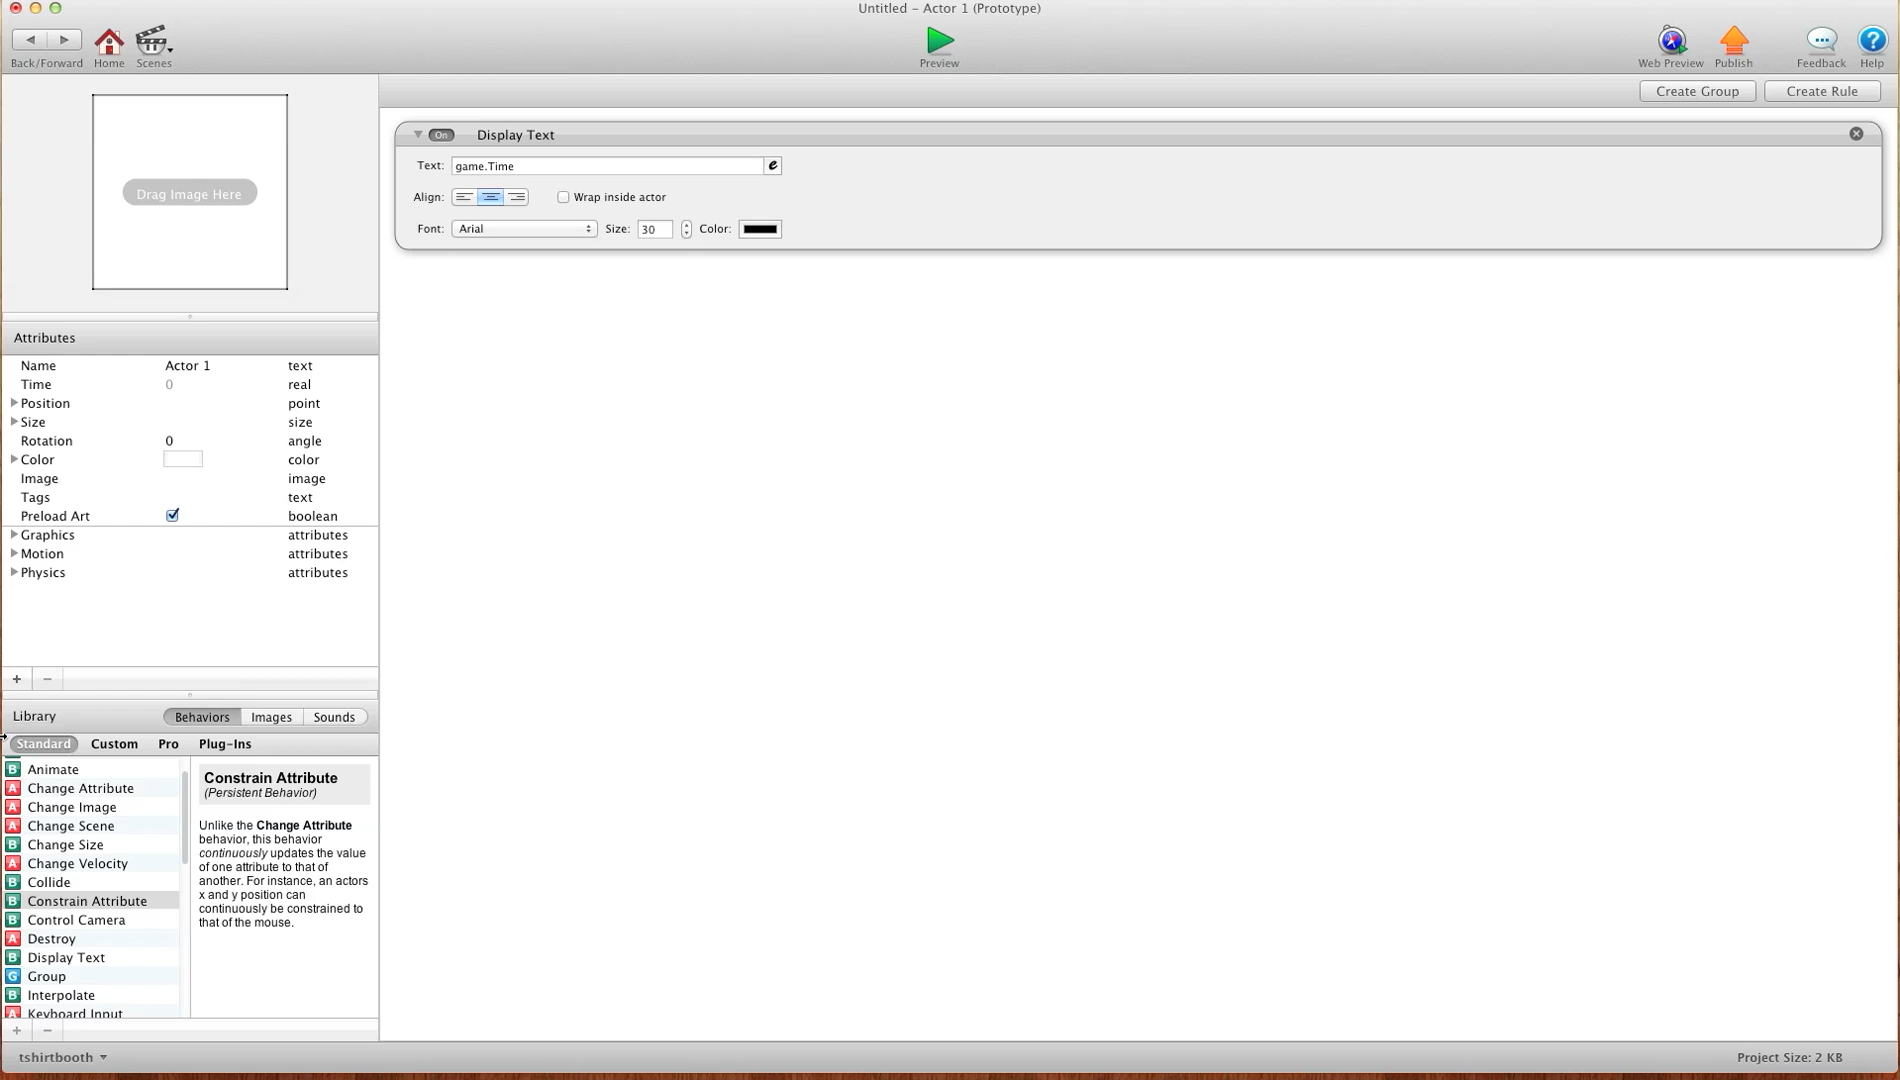 Untitled – Actor 1 (Prototype)
Back/Forward
Home
Scenes
Preview
Web Preview
Publish
Feedback
Help
Create Group
Create Rule
Drag Image Here
On
Display Text
Text: game.Time e
Align:
Wrap inside actor
Font: Arial
Size: 30
Color:
Attributes
Name Actor 1 text
Time 0 real
Position point
Size size
Rotation 0 angle
Color color
Image image
Tags text
Preload Art boolean
Graphics attributes
Motion attributes
Physics attributes
+ −
Library
Behaviors
Images
Sounds
Standard
Custom
Pro
Plug-Ins
B Animate
A Change Attribute
A Change Image
A Change Scene
B Change Size
A Change Velocity
B Collide
B Constrain Attribute
B Control Camera
A Destroy
B Display Text
G Group
B Interpolate
A Keyboard Input
Constrain Attribute
(Persistent Behavior)
Unlike the Change Attribute
behavior, this behavior
continuously updates the value
of one attribute to that of
another. For instance, an actors
x and y position can
continuously be constrained to
that of the mouse.
+ −
tshirtbooth
Project Size: 2 KB